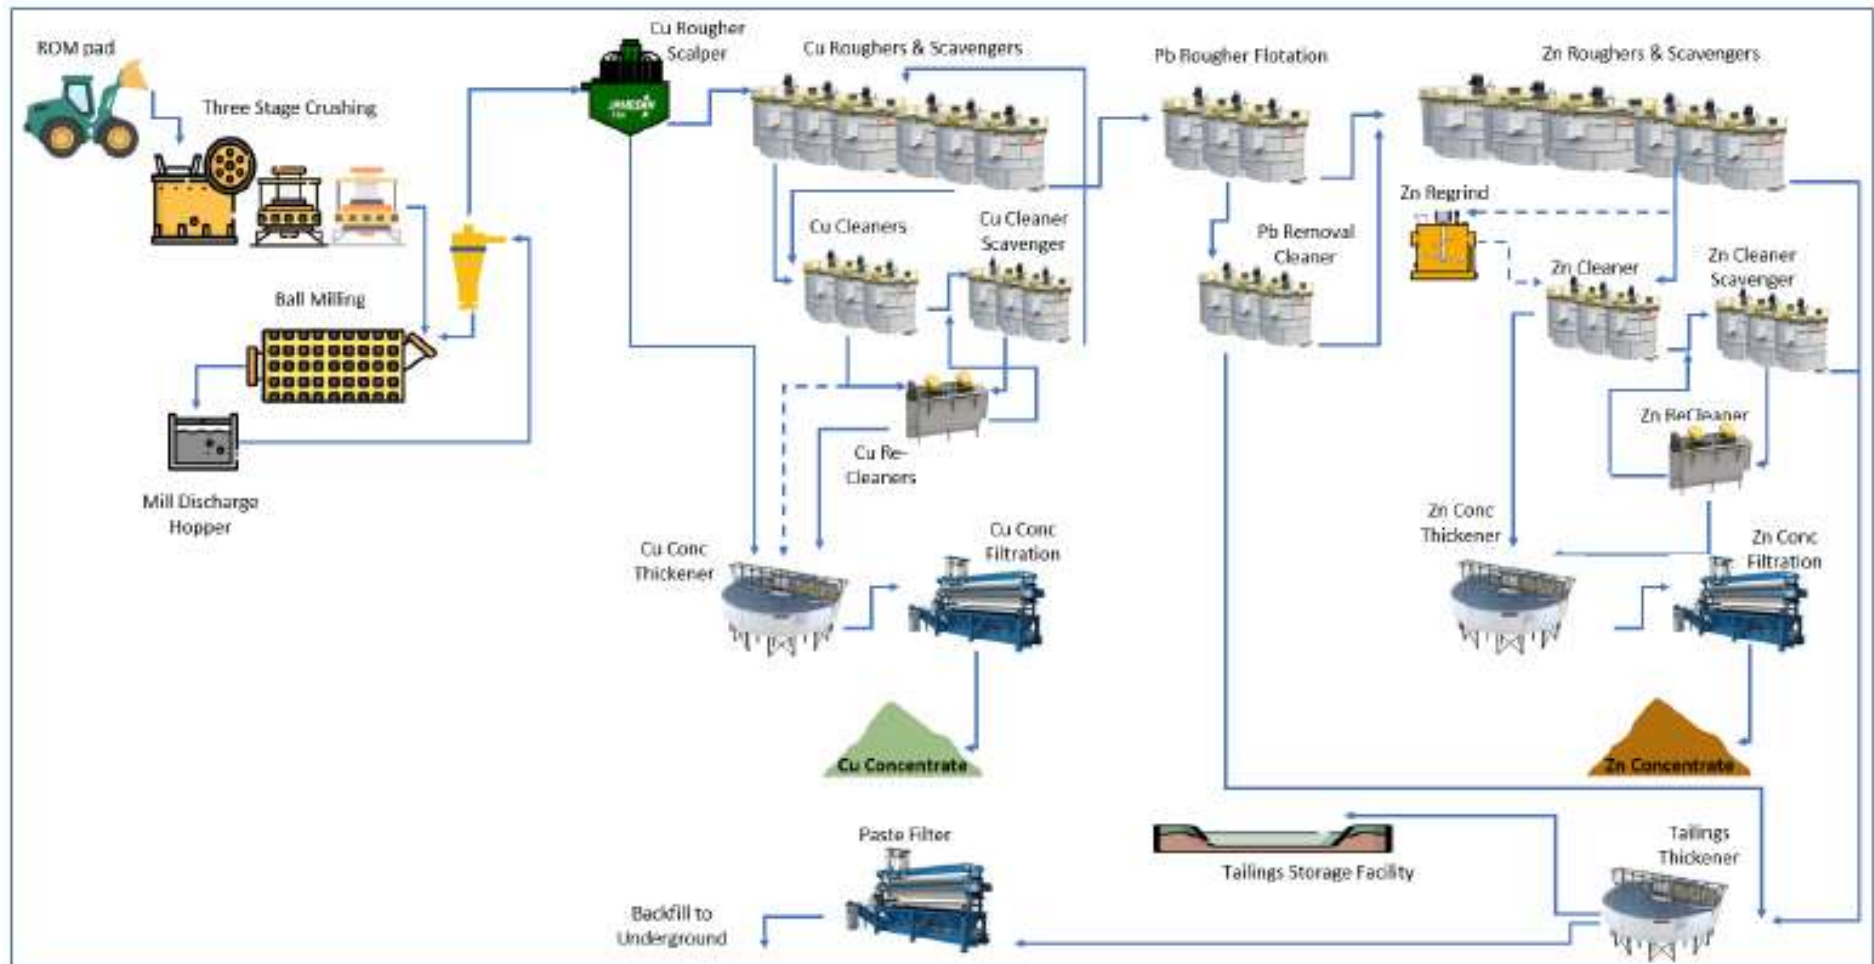 ROM pad
Three Stage Crushing
Ball Milling
Mill Discharge
Hopper
Cu Rougher
Scalper
JAMESON
Cu Roughers & Scavengers
Cu Cleaners
Cu Cleaner
Scavenger
Cu Re-
Cleaners
Cu Conc
Thickener
Cu Conc
Filtration
Cu Concentrate
Pb Rougher Flotation
Pb Removal
Cleaner
Zn Roughers & Scavengers
Zn Regrind
Zn Cleaner
Zn Cleaner
Scavenger
Zn ReCleaner
Zn Conc
Thickener
Zn Conc
Filtration
Zn Concentrate
Paste Filter
Backfill to
Underground
Tailings Storage Facility
Tailings
Thickener